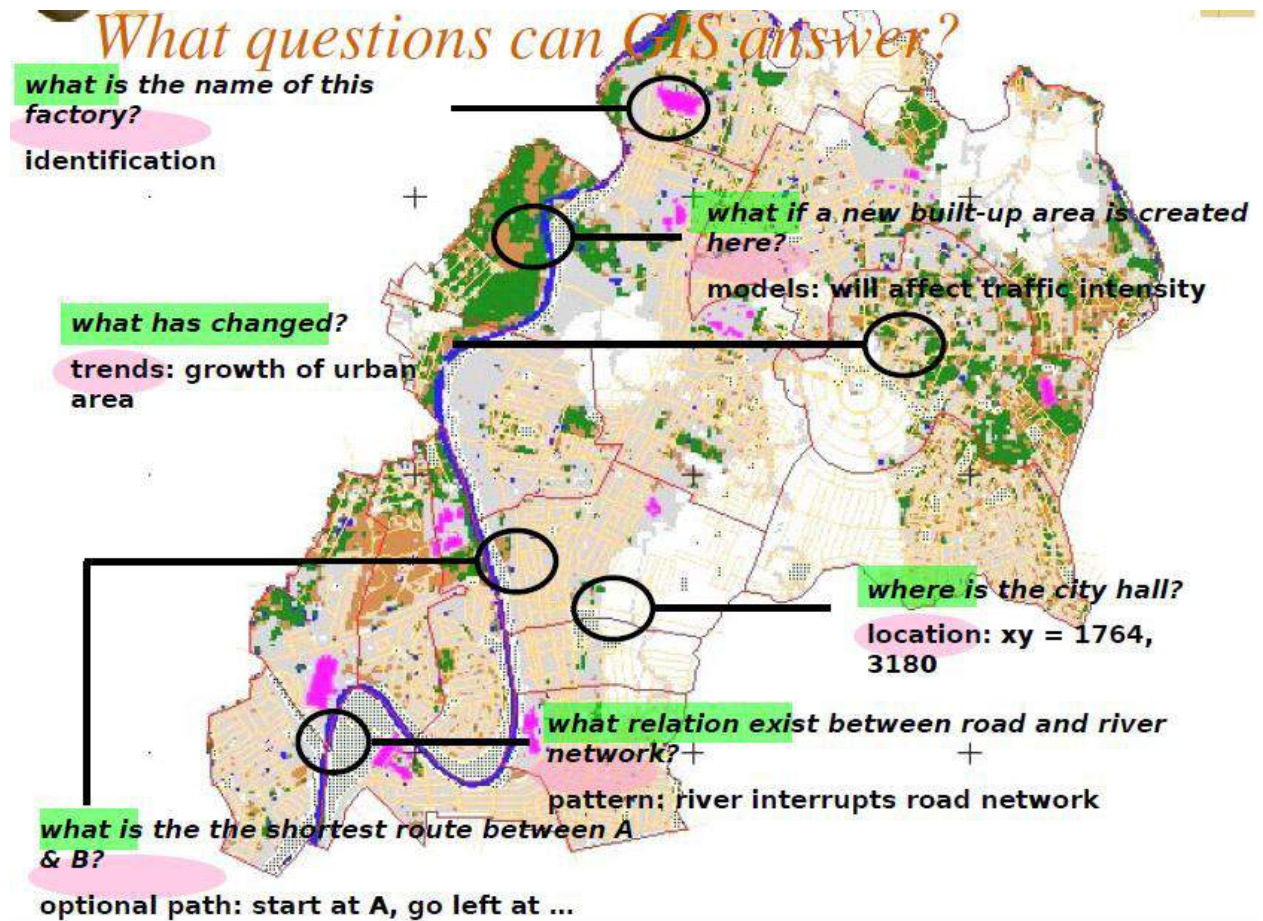 What questions can GIS answer?
what is the name of this
factory?
identification
what if a new built-up area is created
here?
models: will affect traffic intensity
what has changed?
trends: growth of urban
area
where is the city hall?
location: xy = 1764,
3180
what relation exist between road and river
network?
pattern: river interrupts road network
what is the the shortest route between A
& B?
optional path: start at A, go left at ...